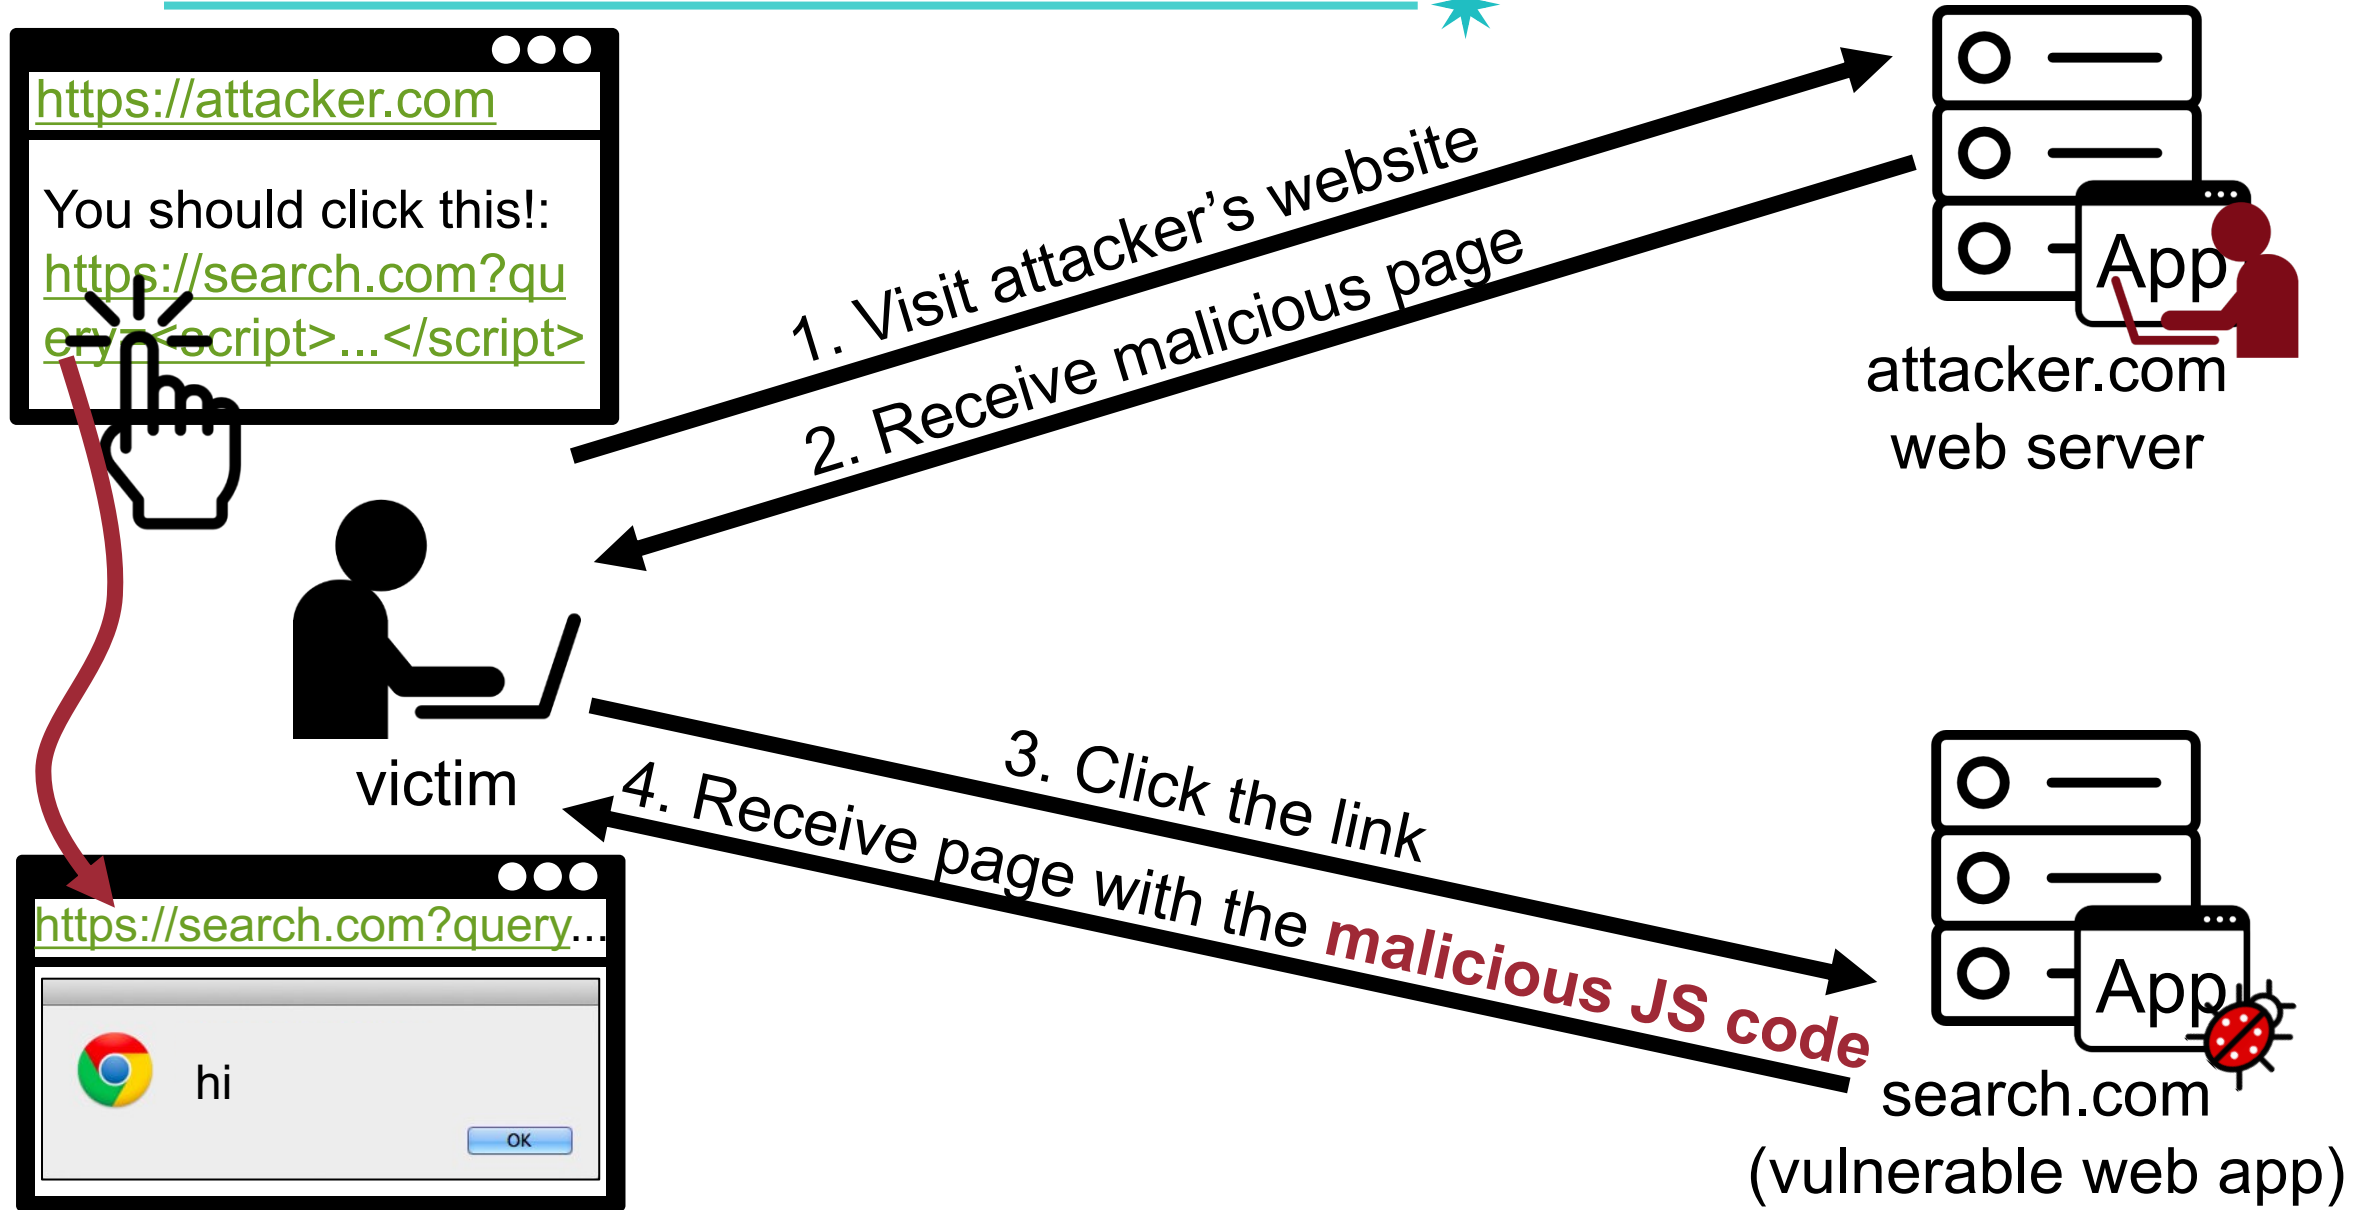 https://attacker.com
You should click this!:
https://search.com?qu
ery=<script>...</script>
1. Visit attacker’s website
2. Receive malicious page
App
attacker.com
web server
victim
3. Click the link
4. Receive page with the malicious JS code
https://search.com?query...
hi
OK
App
search.com
(vulnerable web app)